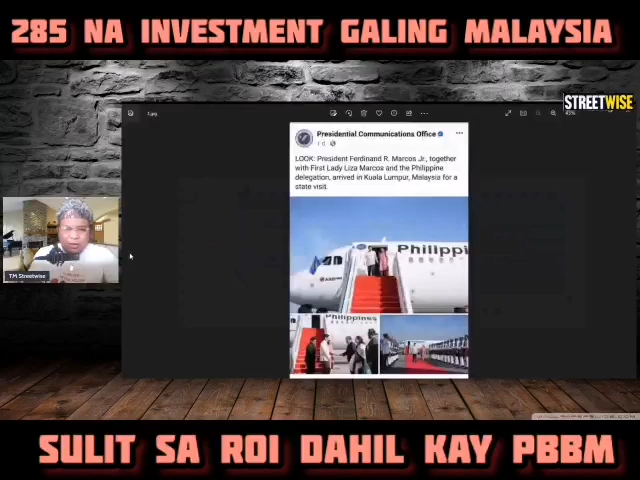 285 NA INVESTMENT GALING MALAYSIA
STREETWISE
Presidential Communications Office
LOOK: President Ferdinand R. Marcos Jr., together
with First Lady Liza Marcos and the Philippine
delegation, arrived in Kuala Lumpur, Malaysia for a
state visit.
Philippi
Philippines
TM Streetwise
SULIT SA ROI DAHIL KAY PBBM